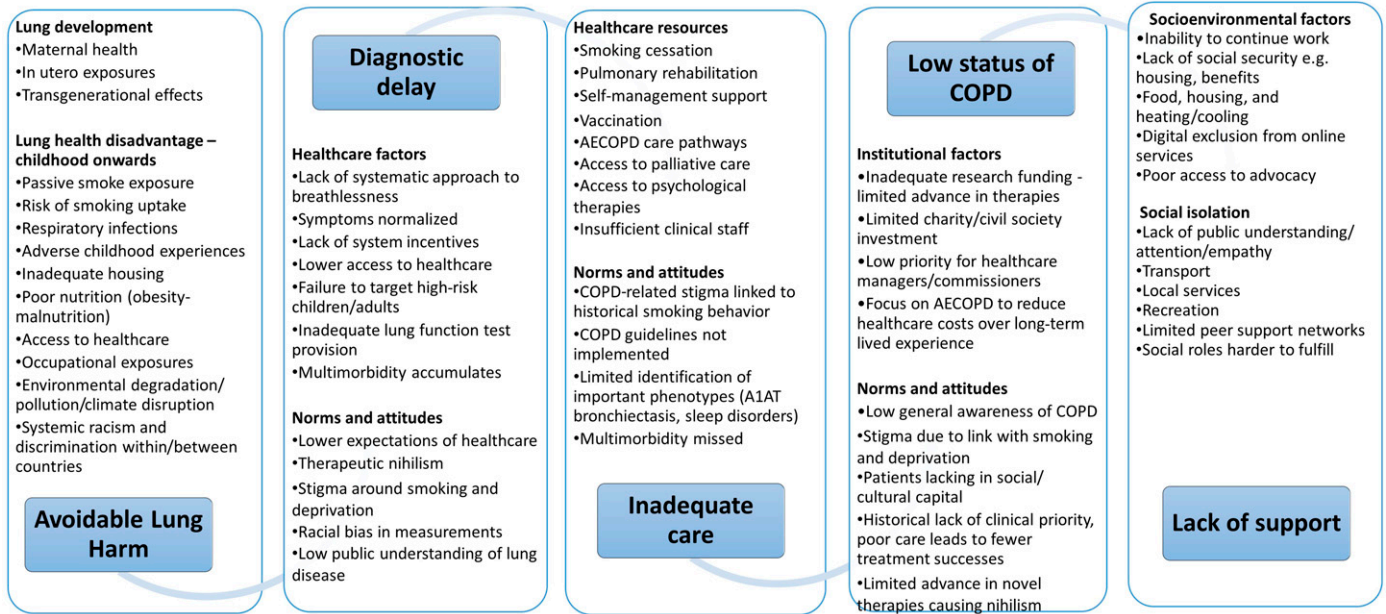 Lung development
•Maternal health
•In utero exposures
•Transgenerational effects
Lung health disadvantage –
childhood onwards
•Passive smoke exposure
•Risk of smoking uptake
•Respiratory infections
•Adverse childhood experiences
•Inadequate housing
•Poor nutrition (obesity-
malnutrition)
•Access to healthcare
•Occupational exposures
•Environmental degradation/
pollution/climate disruption
•Systemic racism and
discrimination within/between
countries
Avoidable Lung
Harm
Diagnostic
delay
Healthcare factors
•Lack of systematic approach to
breathlessness
•Symptoms normalized
•Lack of system incentives
•Lower access to healthcare
•Failure to target high-risk
children/adults
•Inadequate lung function test
provision
•Multimorbidity accumulates
Norms and attitudes
•Lower expectations of healthcare
•Therapeutic nihilism
•Stigma around smoking and
deprivation
•Racial bias in measurements
•Low public understanding of lung
disease
Healthcare resources
•Smoking cessation
•Pulmonary rehabilitation
•Self-management support
•Vaccination
•AECOPD care pathways
•Access to palliative care
•Access to psychological
therapies
•Insufficient clinical staff
Norms and attitudes
•COPD-related stigma linked to
historical smoking behavior
•COPD guidelines not
implemented
•Limited identification of
important phenotypes (A1AT
bronchiectasis, sleep disorders)
•Multimorbidity missed
Inadequate
care
Low status of
COPD
Institutional factors
•Inadequate research funding -
limited advance in therapies
•Limited charity/civil society
investment
•Low priority for healthcare
managers/commissioners
•Focus on AECOPD to reduce
healthcare costs over long-term
lived experience
Norms and attitudes
•Low general awareness of COPD
•Stigma due to link with smoking
and deprivation
•Patients lacking in social/
cultural capital
•Historical lack of clinical priority,
poor care leads to fewer
treatment successes
•Limited advance in novel
therapies causing nihilism
Socioenvironmental factors
•Inability to continue work
•Lack of social security e.g.
housing, benefits
•Food, housing, and
heating/cooling
•Digital exclusion from online
services
•Poor access to advocacy
Social isolation
•Lack of public understanding/
attention/empathy
•Transport
•Local services
•Recreation
•Limited peer support networks
•Social roles harder to fulfill
Lack of support